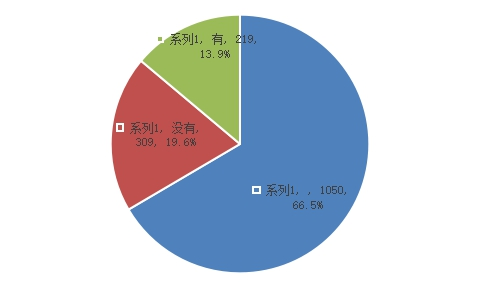 系列1, 有, 219,
13.9%
系列1, 没有,
309, 19.6%
系列1, , 1050,
66.5%